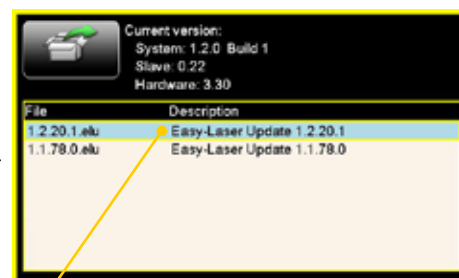 Current version:
System: 1.2.0 Build 1
Slave: 0.22
Hardware: 3.30
File Description
1.2.20.1.elu Easy-Laser Update 1.2.20.1
1.1.78.0.elu Easy-Laser Update 1.1.78.0